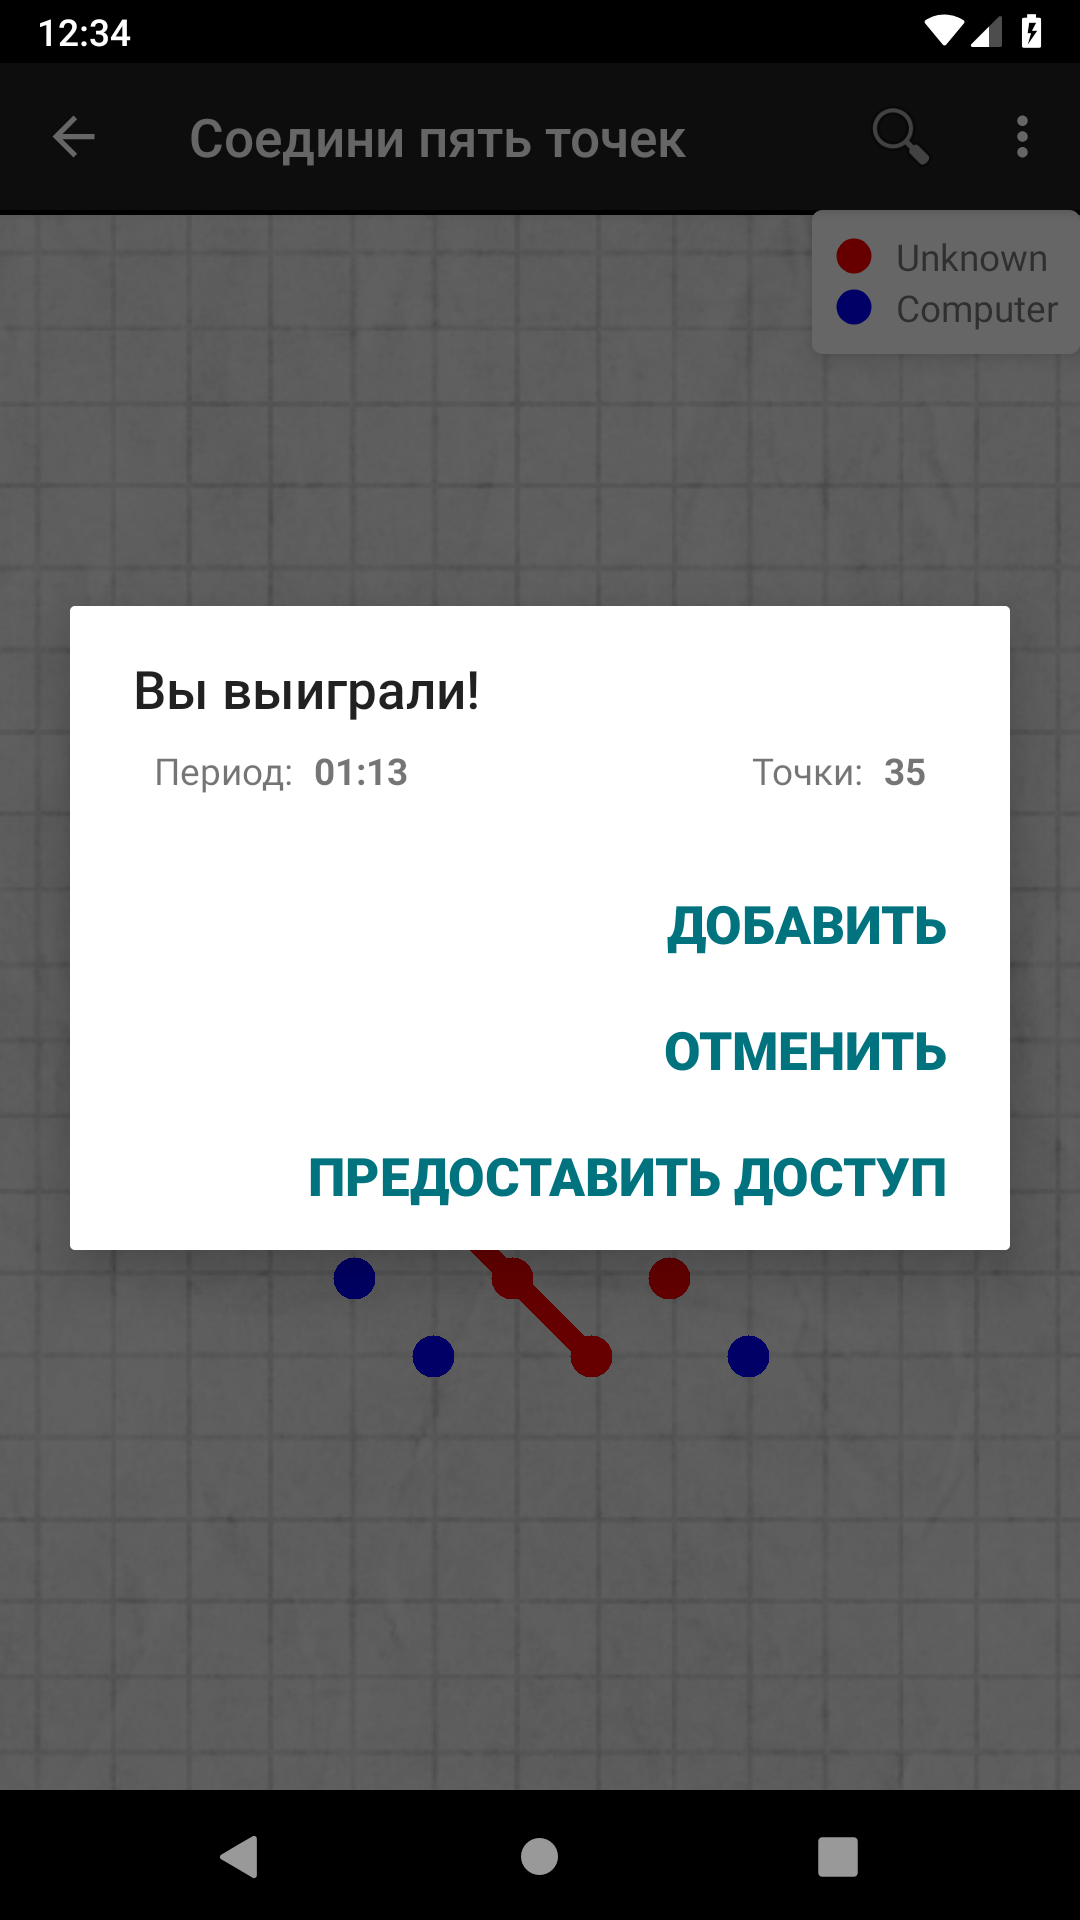 12:34
Соедини пять точек
Unknown
Computer
Вы выиграли!
Период: 01:13 Точки: 35
ДОБАВИТЬ
ОТМЕНИТЬ
ПРЕДОСТАВИТЬ ДОСТУП